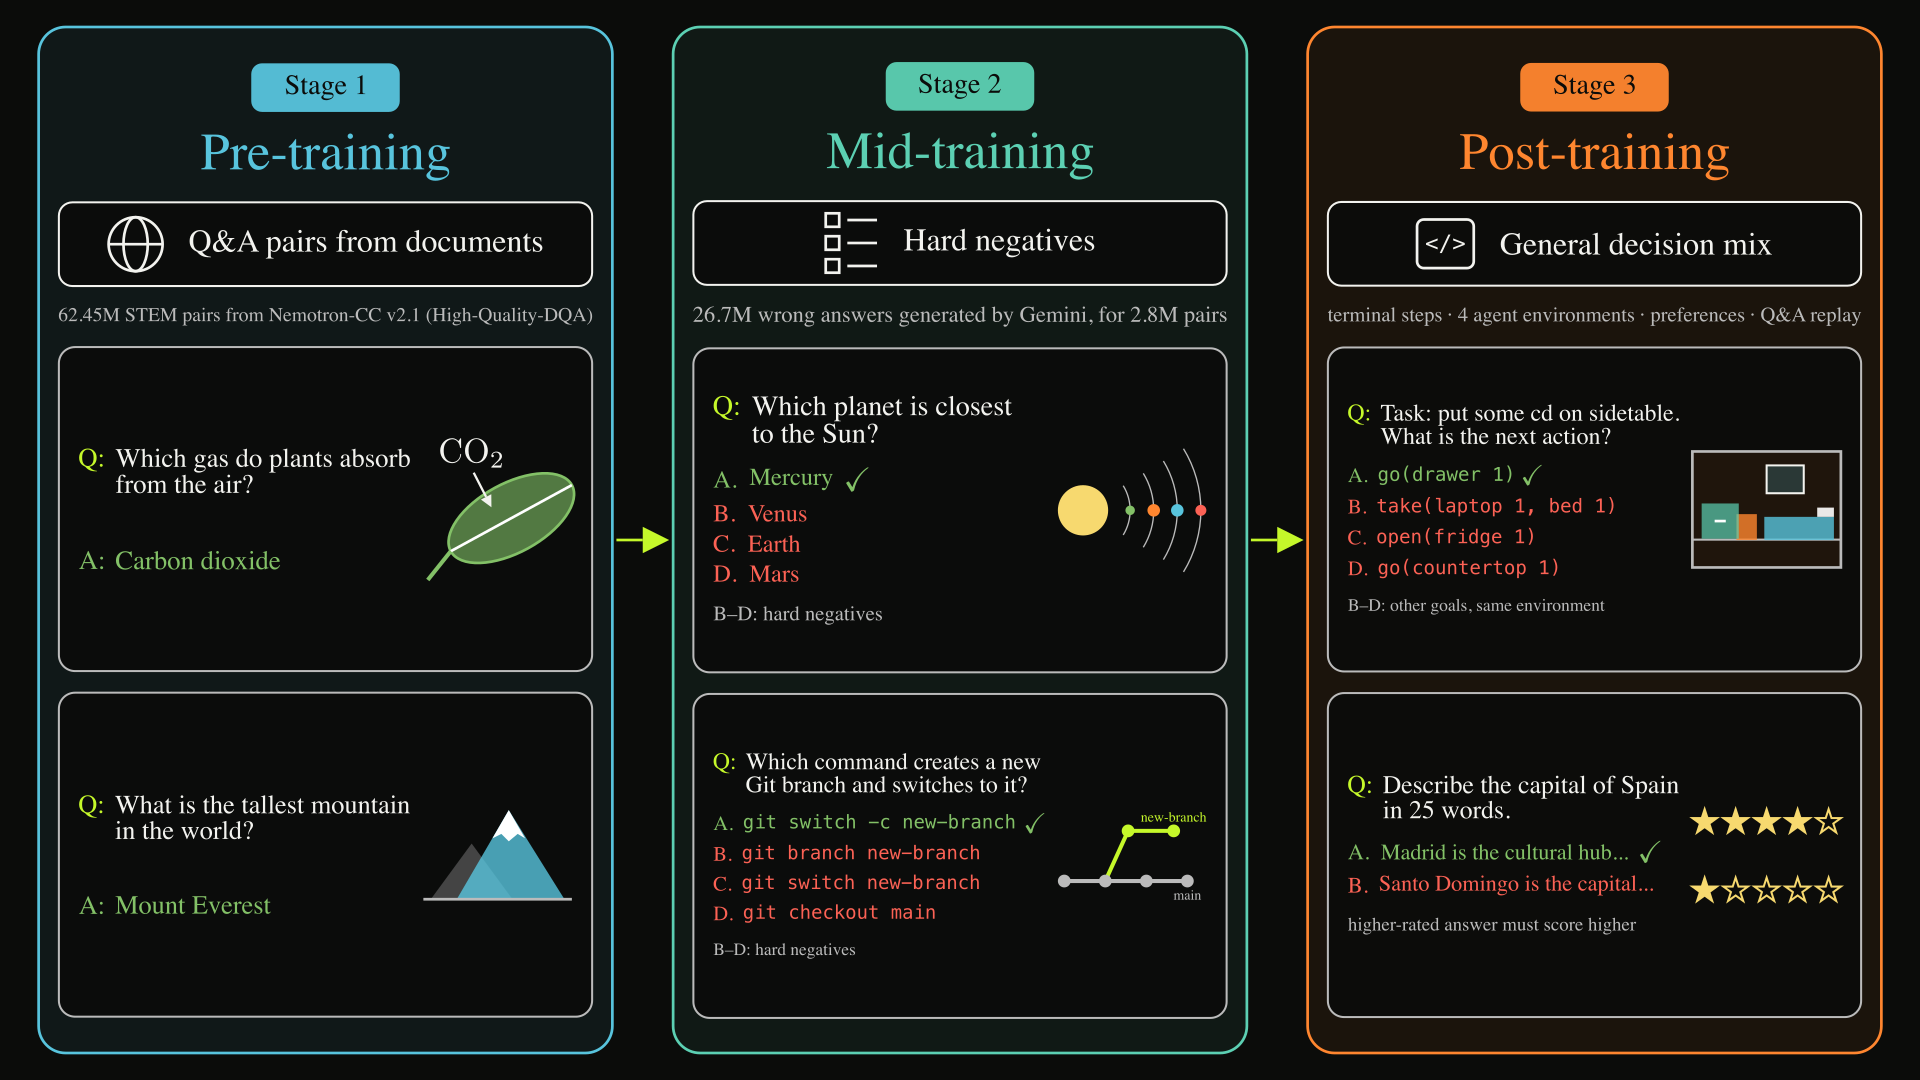 Stage 1
Pre-training
Q&A pairs from documents
62.45M STEM pairs from Nemotron-CC v2.1 (High-Quality-DQA)
Q: Which gas do plants absorb
from the air?
CO₂
A: Carbon dioxide
Q: What is the tallest mountain
in the world?
A: Mount Everest
Stage 2
Mid-training
Hard negatives
26.7M wrong answers generated by Gemini, for 2.8M pairs
Q: Which planet is closest
to the Sun?
A. Mercury ✓
B. Venus
C. Earth
D. Mars
B–D: hard negatives
Q: Which command creates a new
Git branch and switches to it?
A. git switch -c new-branch ✓
B. git branch new-branch
C. git switch new-branch
D. git checkout main
B–D: hard negatives
new-branch
main
Stage 3
Post-training
</> General decision mix
terminal steps · 4 agent environments · preferences · Q&A replay
Q: Task: put some cd on sidetable.
What is the next action?
A. go(drawer 1) ✓
B. take(laptop 1, bed 1)
C. open(fridge 1)
D. go(countertop 1)
B–D: other goals, same environment
Q: Describe the capital of Spain
in 25 words.
A. Madrid is the cultural hub... ✓
B. Santo Domingo is the capital...
higher-rated answer must score higher